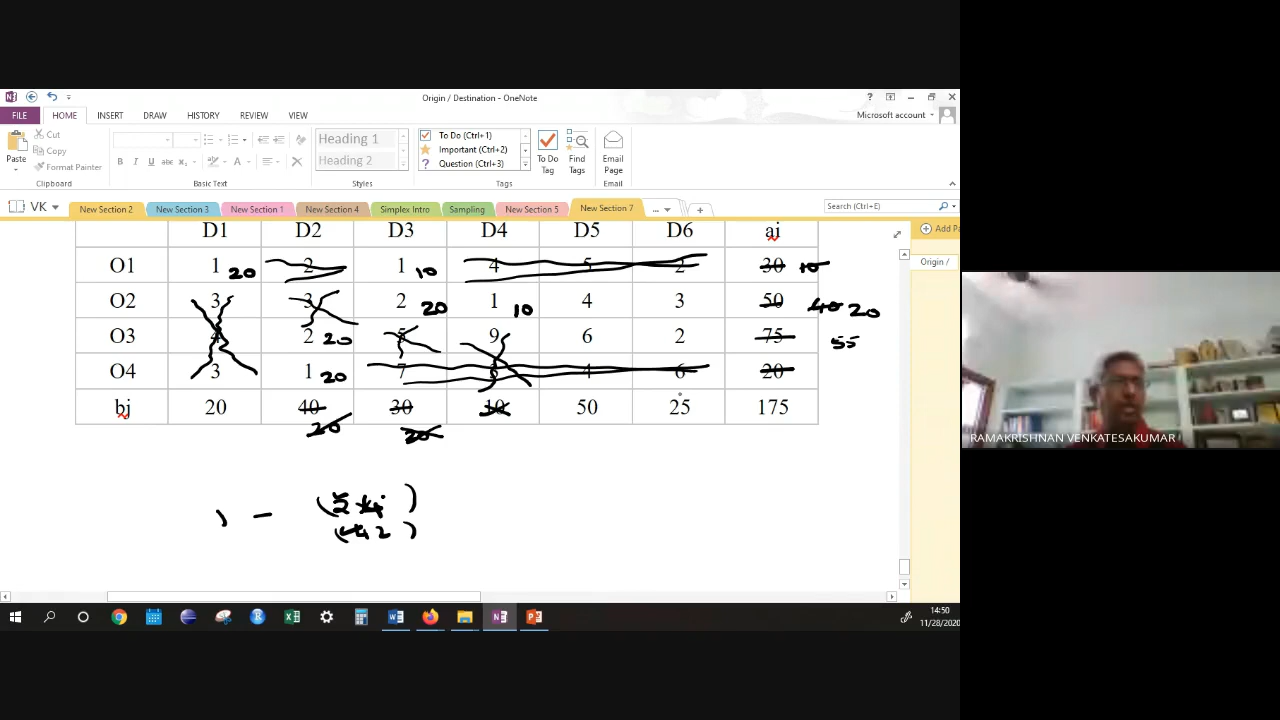 Origin / Destination - OneNote
FILE HOME INSERT DRAW HISTORY REVIEW VIEW
Microsoft account
Paste Cut Copy Format Painter
Clipboard
B I U abc
Basic Text
Heading 1
Heading 2
Styles
To Do (Ctrl+1)
Important (Ctrl+2)
Question (Ctrl+3)
Tags
To Do Tag
Find Tags
Email Page
Email
VK New Section 2 New Section 3 New Section 1 New Section 4 Simplex Intro Sampling New Section 5 New Section 7 ... Search (Ctrl+E)
Add Pa
Origin /
D1 D2 D3 D4 D5 D6 ai
O1 1 20 2 1 10 4 5 2 30 10
O2 3 3 2 20 1 10 4 3 50 40 20
O3 4 2 20 5 9 6 2 75 55
O4 3 1 20 7 4 6 20
bj 20 40 30 10 50 25 175
20 20
RAMAKRISHNAN VENKATESAKUMAR
14:50
11/28/2020